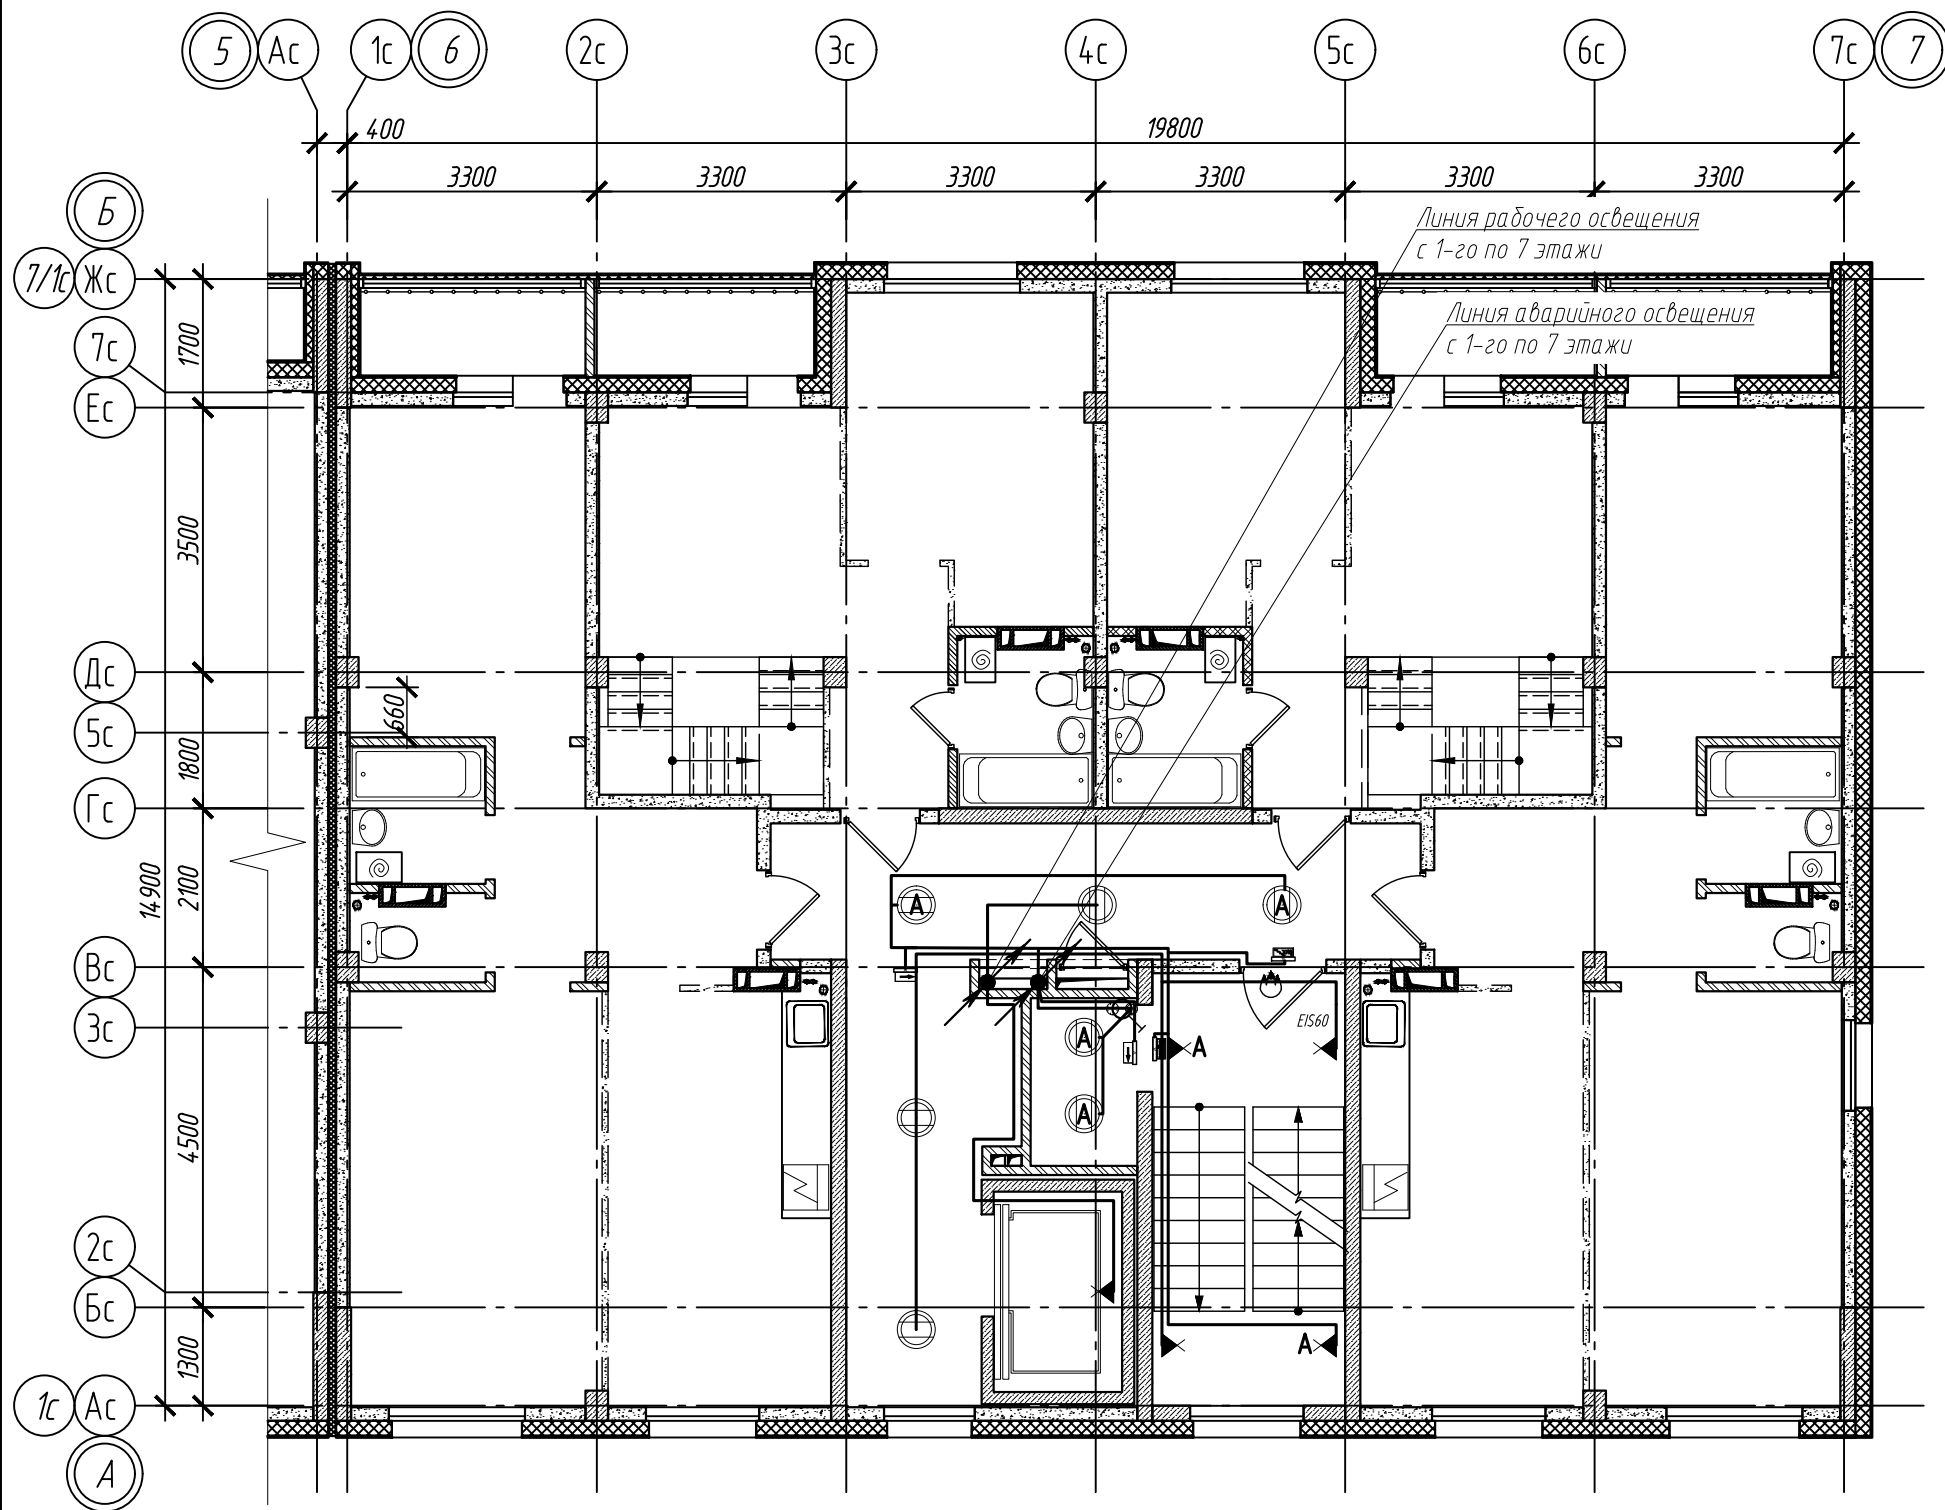 5 Ас 1с 6 2с 3с 4с 5с 6с 7с 7
400 19800
3300 3300 3300 3300 3300 3300
Линия рабочего освещения
с 1-го по 7 этажи
Линия аварийного освещения
с 1-го по 7 этажи
Б
7/1с Жс
1700
7с
Ес
3500
Дс
660
5с
1800
Гс
2100
14900
А А
Вс
3с
EIS60
А А
А
4500
2с
Бс
А
1300
1с Ас
А